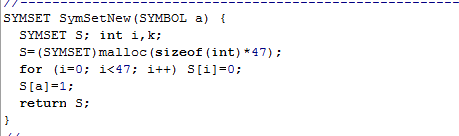 //------------------------------------------------------
SYMSET SymSetNew(SYMBOL a) {
  SYMSET S; int i,k;
  S=(SYMSET)malloc(sizeof(int)*47);
  for (i=0; i<47; i++) S[i]=0;
  S[a]=1;
  return S;
}